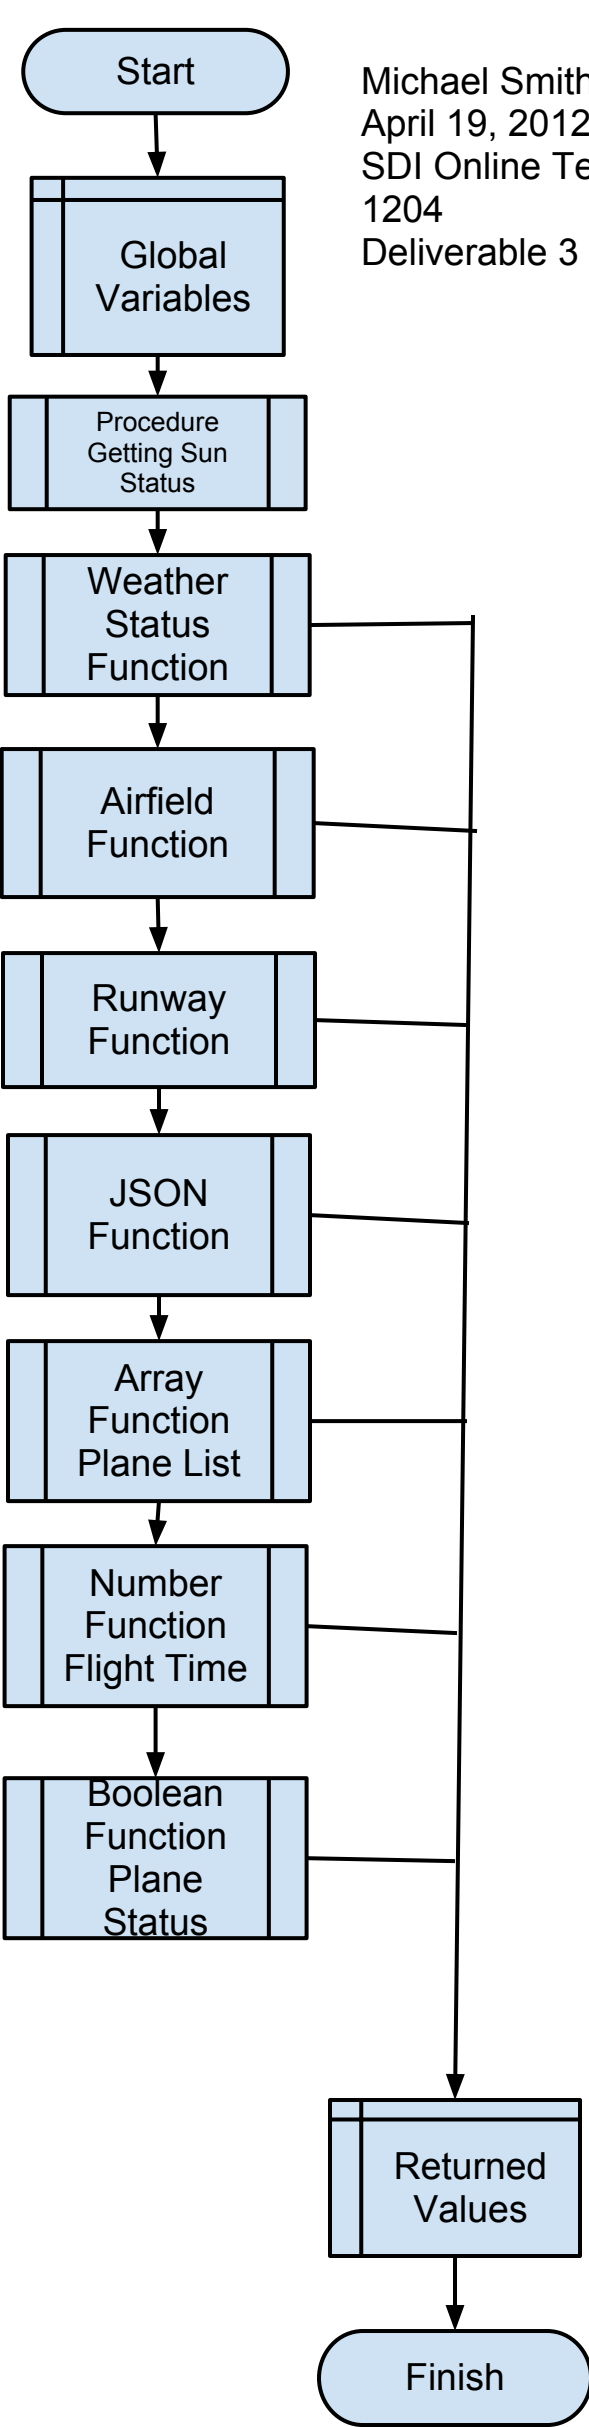 Start
Michael Smith
April 19, 2012
SDI Online
1204
Deliverable 3
Global
Variables
Procedure
Getting Sun
Status
Weather
Status
Function
Airfield
Function
Runway
Function
JSON
Function
Array
Function
Plane List
Number
Function
Flight Time
Boolean
Function
Plane
Status
Returned
Values
Finish